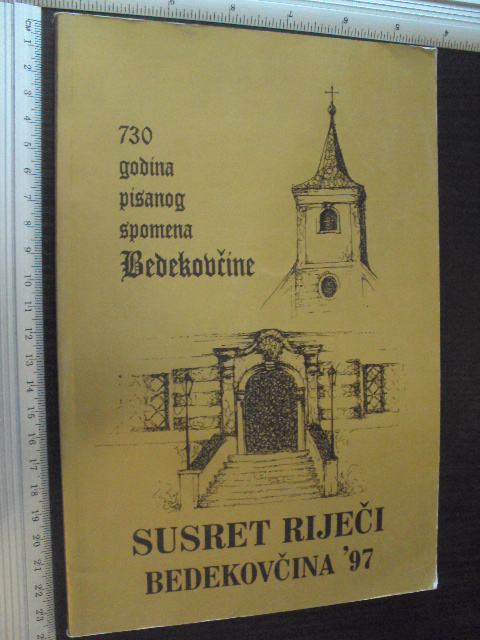 730
godina
pisanog
spomena
Bedekovčine
SUSRET RIJEČI
BEDEKOVČINA '97